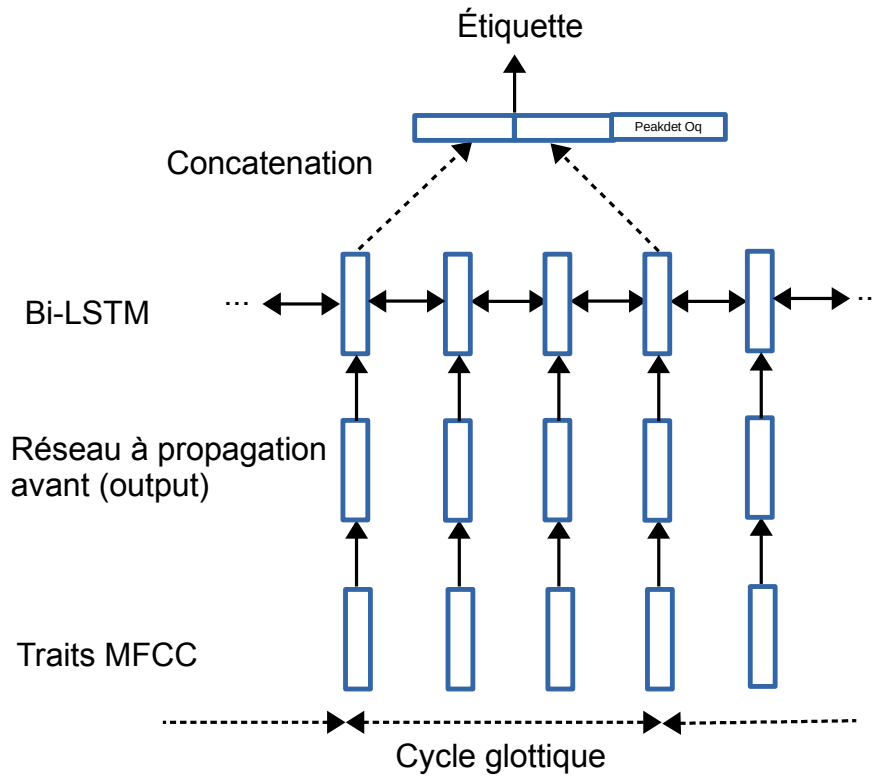 Étiquette
Peakdet Oq
Concatenation
...
..
Bi-LSTM
Réseau à propagation
avant (output)
Traits MFCC
Cycle glottique